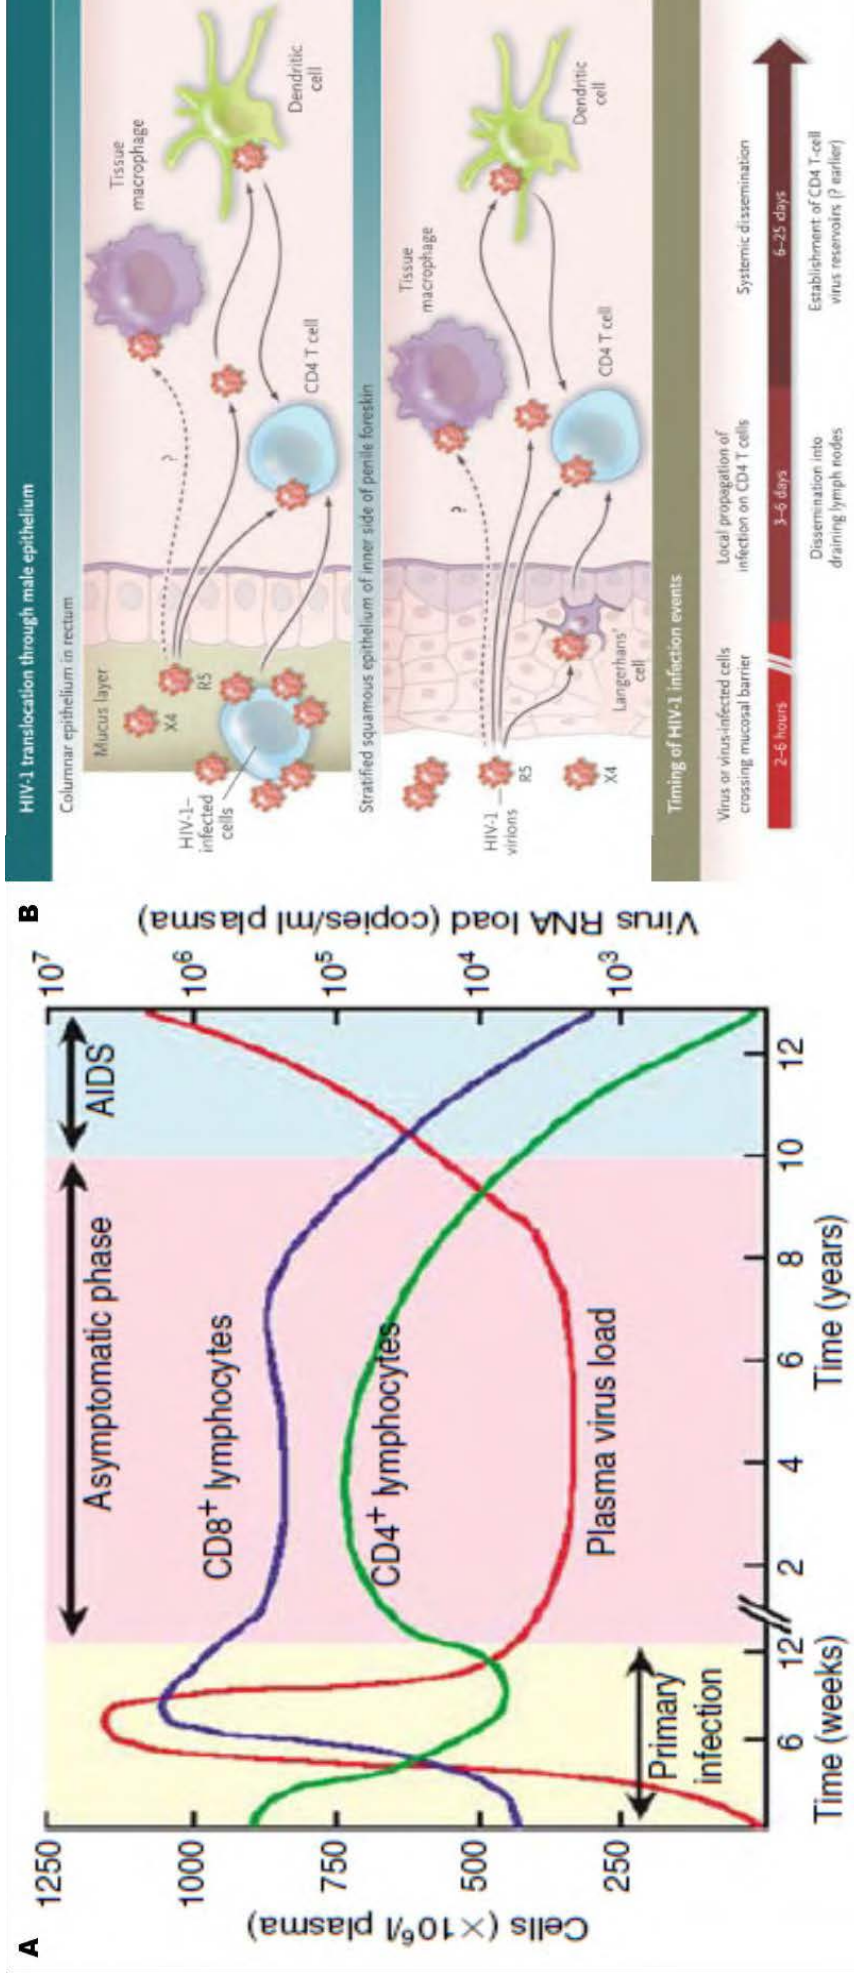 A
Cells (×10⁶/l plasma)
1250
1000
750
500
250
Primary
infection
Asymptomatic phase
AIDS
CD8⁺ lymphocytes
CD4⁺ lymphocytes
Plasma virus load
10⁷
10⁶
10⁵
10⁴
10³
Virus RNA load (copies/ml plasma)
6
12
2
4
6
8
10
12
Time (weeks)
Time (years)
B
HIV-1 translocation through male epithelium
Columnar epithelium in rectum
Mucus layer
X4
R5
HIV-1–
infected
cells
?
Tissue
macrophage
Dendritic
cell
CD4 T cell
Stratified squamous epithelium of inner side of penile foreskin
HIV-1
virions
R5
X4
Langerhans'
cell
?
Tissue
macrophage
Dendritic
cell
CD4 T cell
Timing of HIV-1 infection events
Virus or virus-infected cells
crossing mucosal barrier
Local propagation of
infection on CD4 T cells
Systemic dissemination
2–6 hours
3–6 days
6–25 days
Dissemination into
draining lymph nodes
Establishment of CD4 T-cell
virus reservoirs (? earlier)